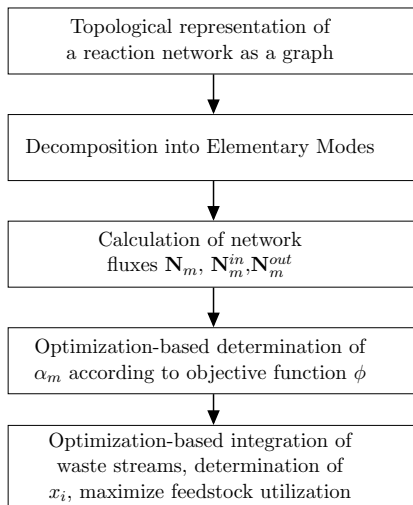 Topological representation of
a reaction network as a graph
Decomposition into Elementary Modes
Calculation of network
fluxes N_m, N_m^{in},N_m^{out}
Optimization-based determination of
α_m according to objective function ϕ
Optimization-based integration of
waste streams, determination of
x_i, maximize feedstock utilization